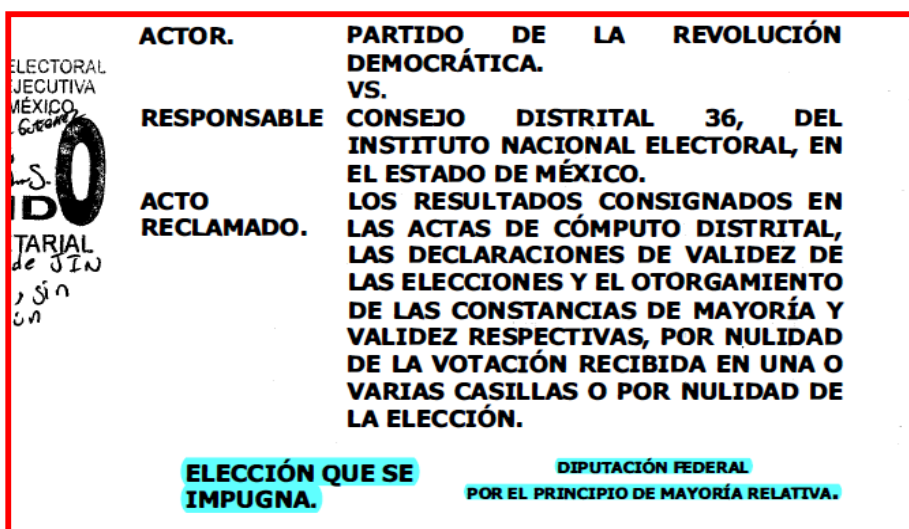 ACTOR. PARTIDO DE LA REVOLUCIÓN
DEMOCRÁTICA.
VS.
RESPONSABLE CONSEJO DISTRITAL 36, DEL
INSTITUTO NACIONAL ELECTORAL, EN
EL ESTADO DE MÉXICO.
ACTO RECLAMADO. LOS RESULTADOS CONSIGNADOS EN
LAS ACTAS DE CÓMPUTO DISTRITAL,
LAS DECLARACIONES DE VALIDEZ DE
LAS ELECCIONES Y EL OTORGAMIENTO
DE LAS CONSTANCIAS DE MAYORÍA Y
VALIDEZ RESPECTIVAS, POR NULIDAD
DE LA VOTACIÓN RECIBIDA EN UNA O
VARIAS CASILLAS O POR NULIDAD DE
LA ELECCIÓN.
ELECCIÓN QUE SE
IMPUGNA.
DIPUTACIÓN FEDERAL
POR EL PRINCIPIO DE MAYORÍA RELATIVA.
ELECTORAL
EJECUTIVA
MÉXICO
TARIAL
de JIN
, sin